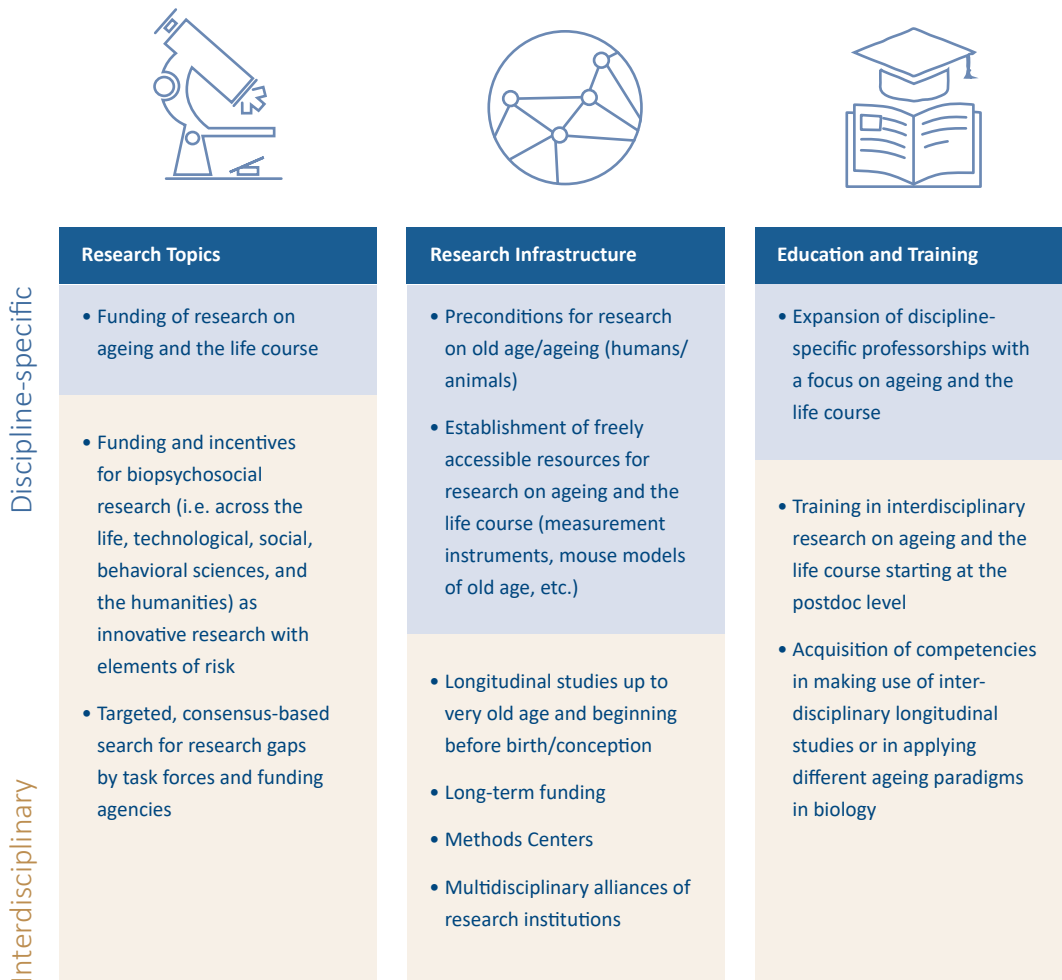 Discipline-specific
Interdisciplinary
Research Topics
• Funding of research on
ageing and the life course
• Funding and incentives
for biopsychosocial
research (i.e. across the
life, technological, social,
behavioral sciences, and
the humanities) as
innovative research with
elements of risk
• Targeted, consensus-based
search for research gaps
by task forces and funding
agencies
Research Infrastructure
• Preconditions for research
on old age/ageing (humans/
animals)
• Establishment of freely
accessible resources for
research on ageing and the
life course (measurement
instruments, mouse models
of old age, etc.)
• Longitudinal studies up to
very old age and beginning
before birth/conception
• Long-term funding
• Methods Centers
• Multidisciplinary alliances of
research institutions
Education and Training
• Expansion of discipline-
specific professorships with
a focus on ageing and the
life course
• Training in interdisciplinary
research on ageing and the
life course starting at the
postdoc level
• Acquisition of competencies
in making use of inter-
disciplinary longitudinal
studies or in applying
different ageing paradigms
in biology